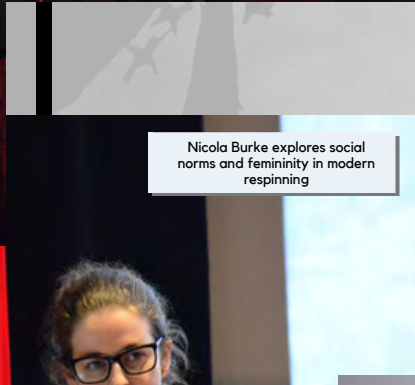 Nicola Burke explores social
norms and femininity in modern
respinning